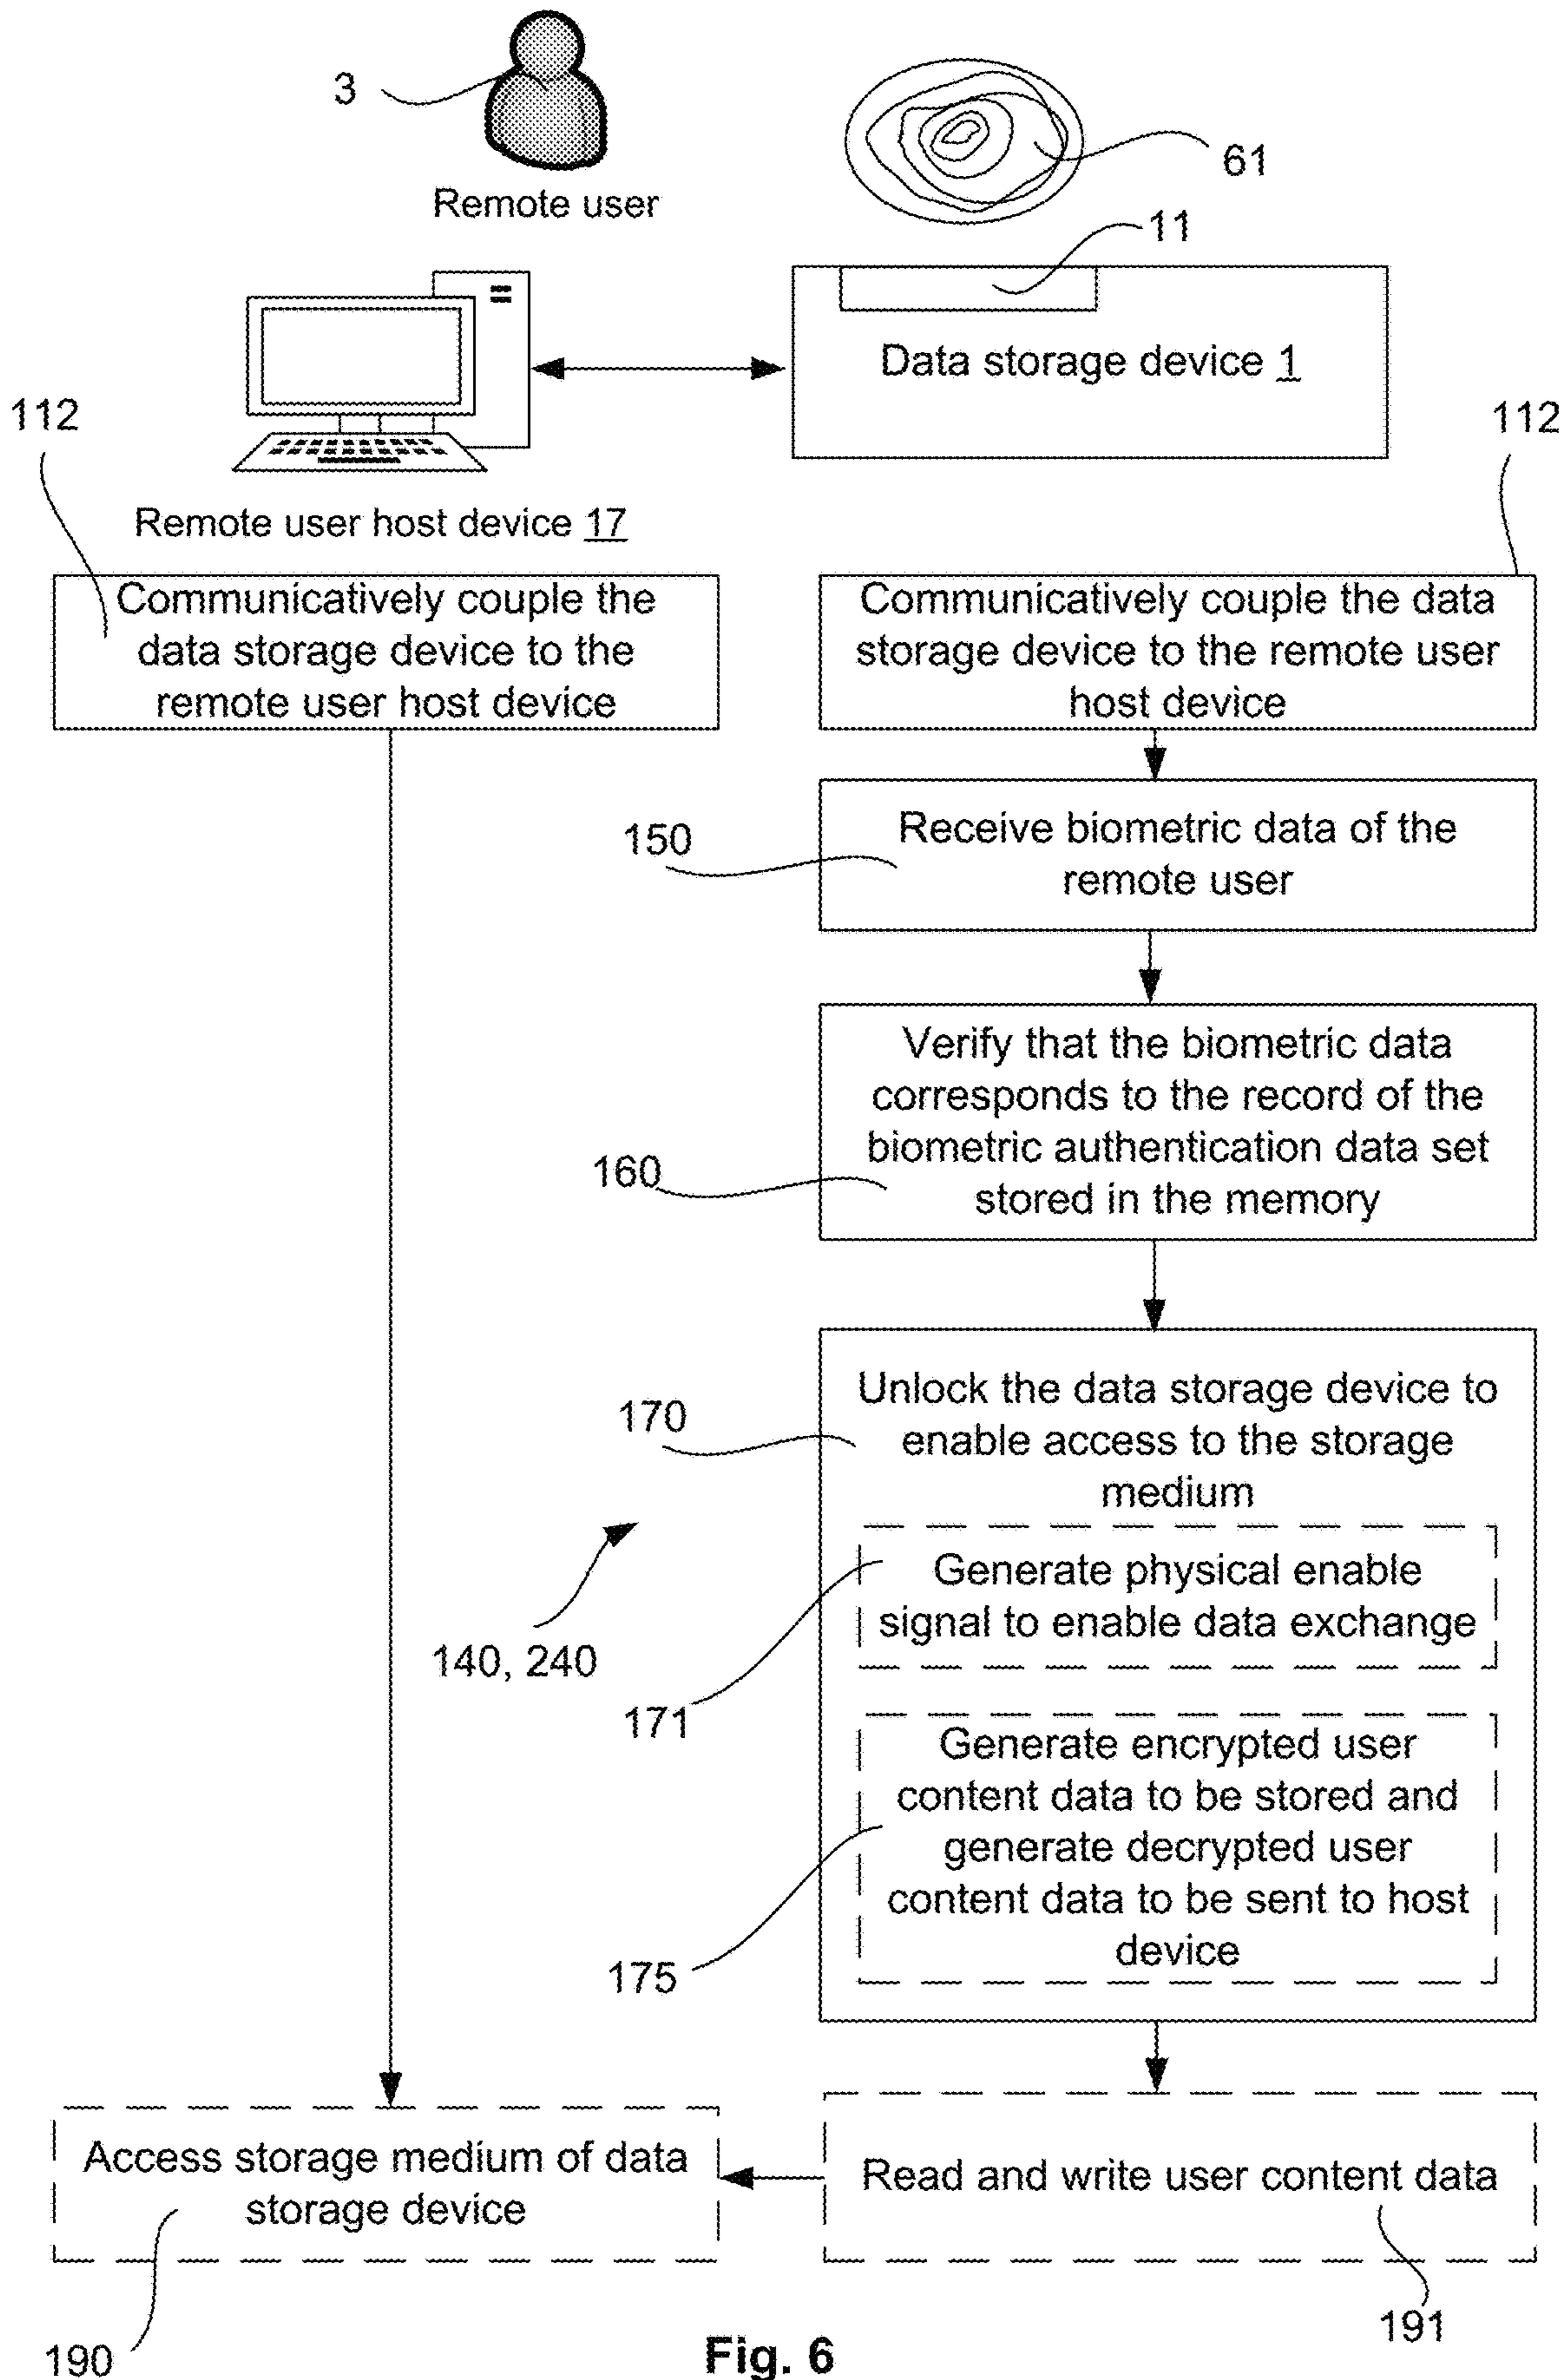 3
Remote user
61
11
Data storage device 1
112
112
Remote user host device 17
Communicatively couple the
data storage device to the
remote user host device
Communicatively couple the data
storage device to the remote user
host device
150
Receive biometric data of the
remote user
Verify that the biometric data
corresponds to the record of the
biometric authentication data set
stored in the memory
160
170
Unlock the data storage device to
enable access to the storage
medium
Generate physical enable
signal to enable data exchange
140, 240
171
Generate encrypted user
content data to be stored and
generate decrypted user
content data to be sent to host
device
175
Access storage medium of data
storage device
Read and write user content data
190
191
Fig. 6